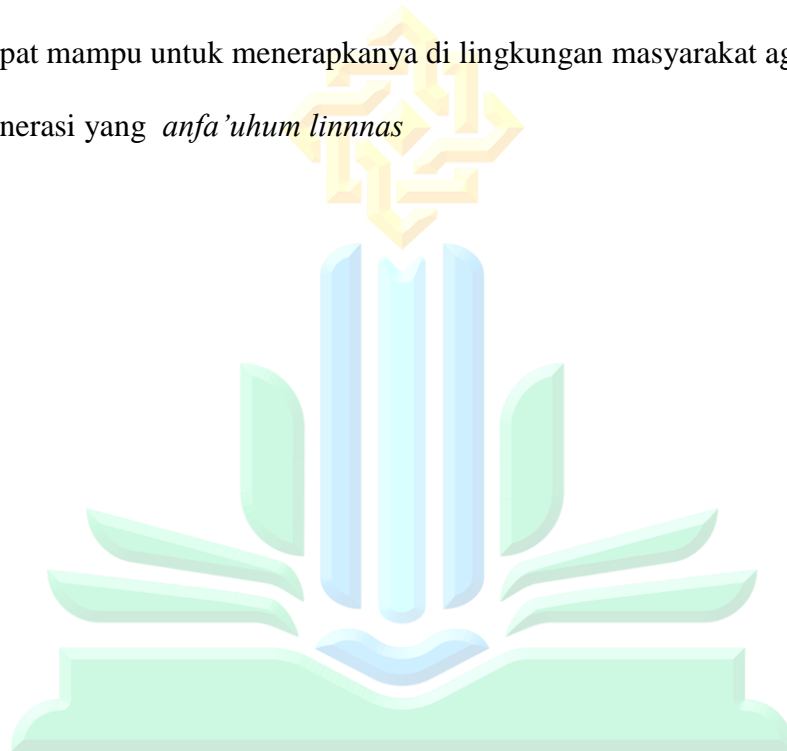 pat mampu untuk menerapkanya di lingkungan masyarakat ag
nerasi yang anfa’uhum linnnas